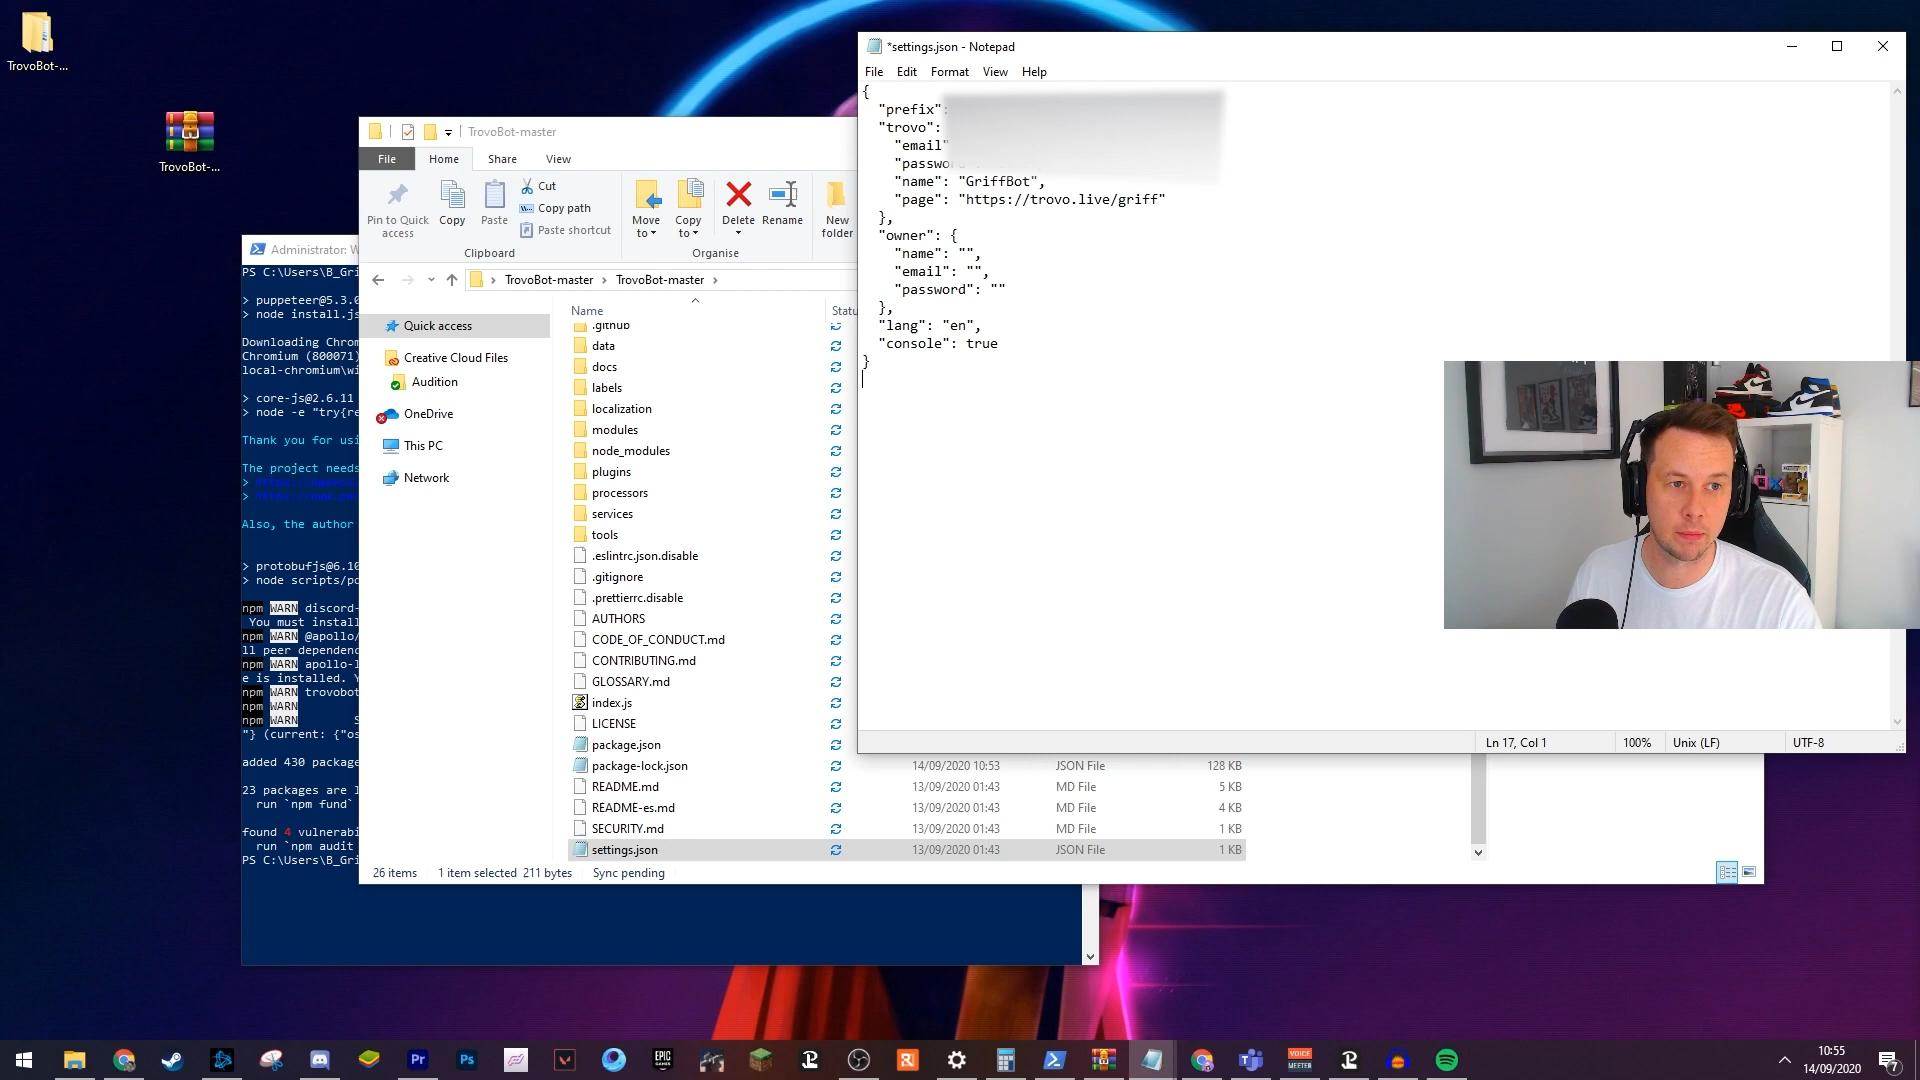 TrovoBot-...
TrovoBot-...
*settings.json - Notepad
File Edit Format View Help
{
"prefix":
"trovo":
"email"
"passwo
"name": "GriffBot",
"page": "https://trovo.live/griff"
},
"owner": {
"name": "",
"email": "",
"password": ""
},
"lang": "en",
"console": true
}
Ln 17, Col 1 100% Unix (LF) UTF-8
TrovoBot-master
File Home Share View
Pin to Quick access
Copy
Paste
Cut
Copy path
Paste shortcut
Move to
Copy to
Delete
Rename
New folder
Clipboard
Organise
TrovoBot-master > TrovoBot-master >
Quick access
Creative Cloud Files
Audition
OneDrive
This PC
Network
Name Statu
.github
data
docs
labels
localization
modules
node_modules
plugins
processors
services
tools
.eslintrc.json.disable
.gitignore
.prettierrc.disable
AUTHORS
CODE_OF_CONDUCT.md
CONTRIBUTING.md
GLOSSARY.md
index.js
LICENSE
package.json
package-lock.json 14/09/2020 10:53 JSON File 128 KB
README.md 13/09/2020 01:43 MD File 5 KB
README-es.md 13/09/2020 01:43 MD File 4 KB
SECURITY.md 13/09/2020 01:43 MD File 1 KB
settings.json 13/09/2020 01:43 JSON File 1 KB
26 items 1 item selected 211 bytes Sync pending
Administrator: W
PS C:\Users\B_Gri
> puppeteer@5.3.0
> node install.js
Downloading Chrom
Chromium (800071)
local-chromium\wi
> core-js@2.6.11
> node -e "try{re
Thank you for usi
The project needs
Also, the author
> protobufjs@6.10
> node scripts/po
npm WARN discord-
You must install
npm WARN @apollo/
ll peer dependenc
npm WARN apollo-l
e is installed. Y
npm WARN trovobot
npm WARN
npm WARN S
"} (current: {"os
added 430 package
23 packages are l
run `npm fund`
found 4 vulnerabi
run `npm audit
PS C:\Users\B_Gri
Pr
Ps
EPIC GAMES
VOICE MEETER
10:55
14/09/2020
7